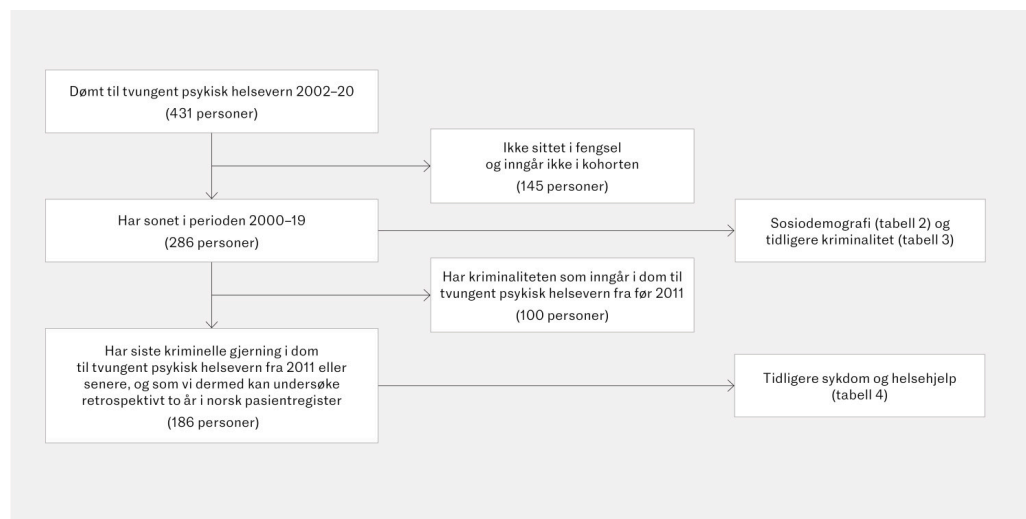 Dømt til tvungent psykisk helsevern 2002–20
(431 personer)
Ikke sittet i fengsel
og inngår ikke i kohorten
(145 personer)
Har sonet i perioden 2000–19
(286 personer)
Sosiodemografi (tabell 2) og
tidligere kriminalitet (tabell 3)
Har kriminaliteten som inngår i dom til
tvungent psykisk helsevern fra før 2011
(100 personer)
Har siste kriminelle gjerning i dom
til tvungent psykisk helsevern fra 2011 eller
senere, og som vi dermed kan undersøke
retrospektivt to år i norsk pasientregister
(186 personer)
Tidligere sykdom og helsehjelp
(tabell 4)